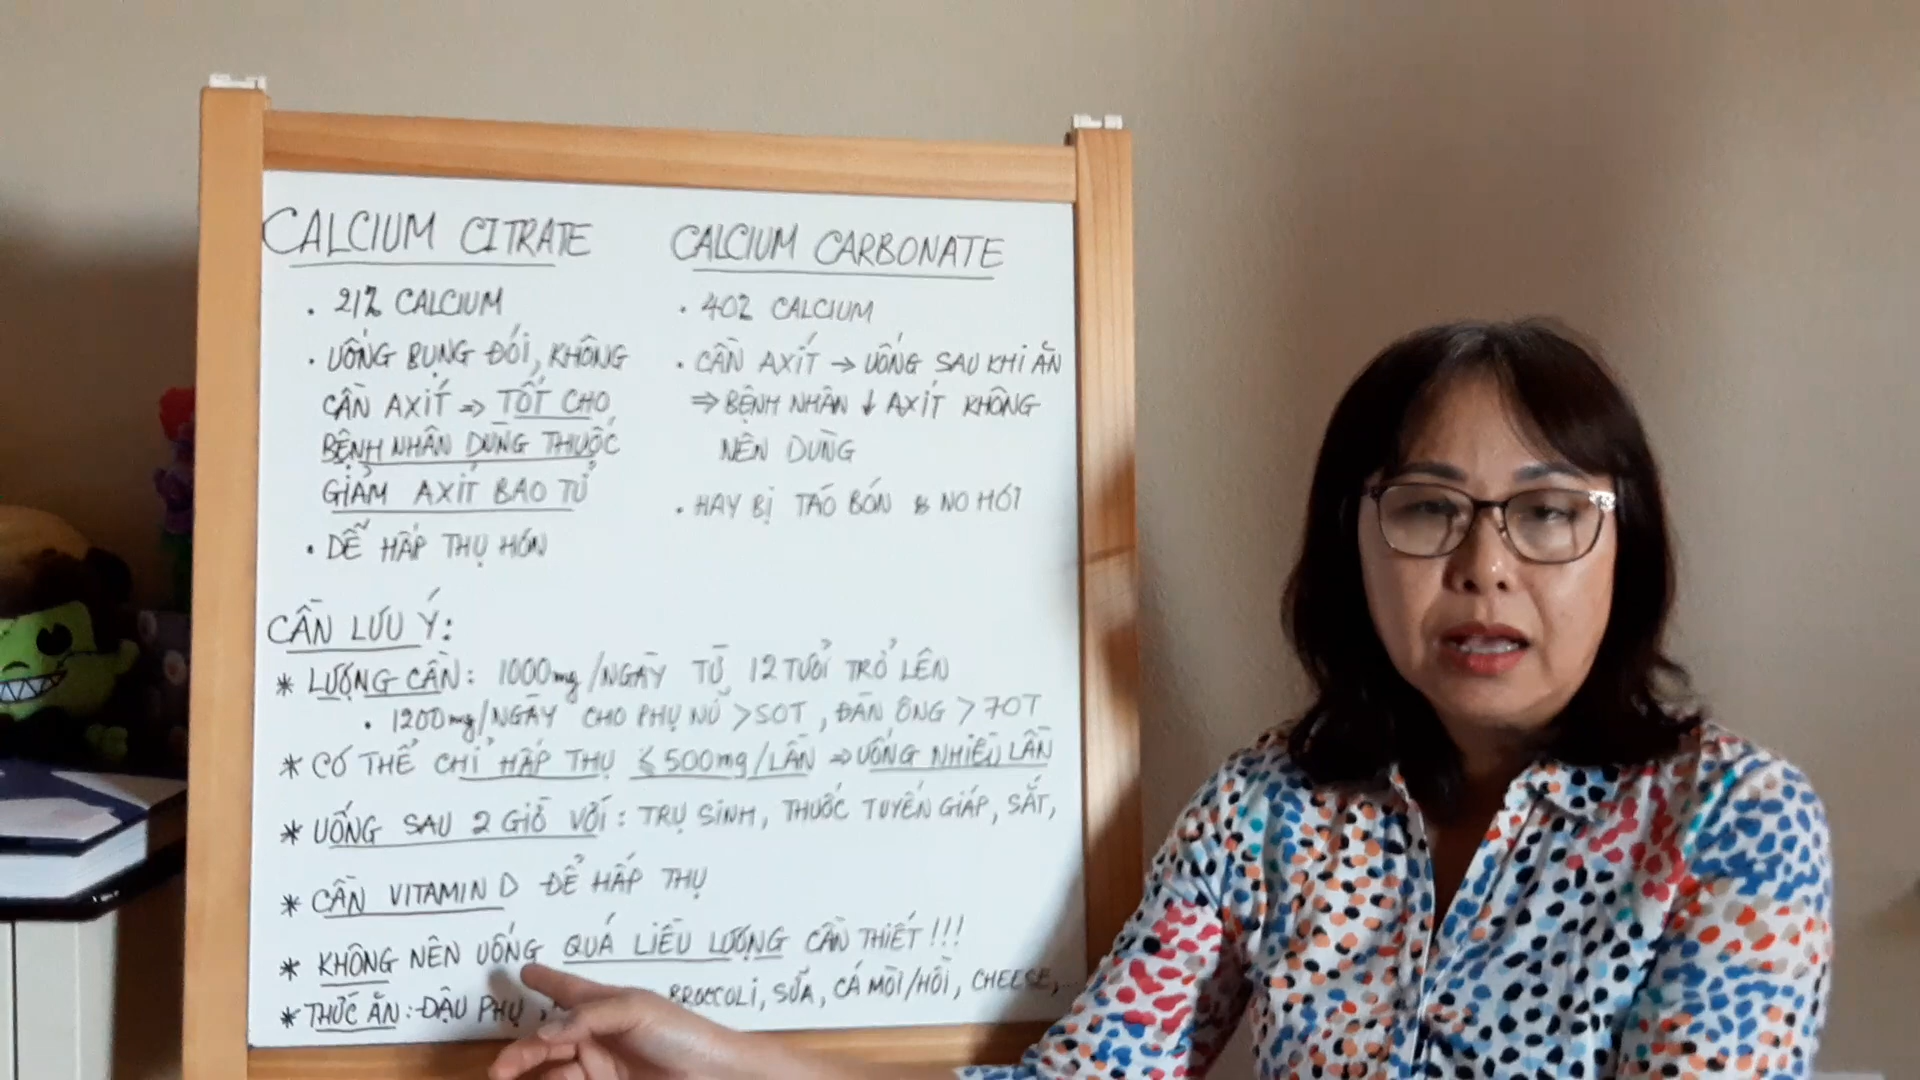 CALCIUM CITRATE
. 21% CALCIUM
. UỐNG BỤNG ĐÓI, KHÔNG
CẦN AXÍT => TỐT CHO
BỆNH NHÂN DÙNG THUỐC
GIẢM AXÍT BAO TỬ
. DỄ HẤP THỤ HƠN
CALCIUM CARBONATE
. 40% CALCIUM
. CẦN AXÍT → UỐNG SAU KHI ĂN
⇒ BỆNH NHÂN ↓ AXÍT KHÔNG
NÊN DÙNG
. HAY BỊ TÁO BÓN & NO HƠI
CẦN LƯU Ý:
* LƯỢNG CẦN: 1000mg/NGÀY TỪ 12 TUỔI TRỞ LÊN
. 1200mg/NGÀY CHO PHỤ NỮ >50T, ĐÀN ÔNG >70T
* CÓ THỂ CHỈ HẤP THỤ ≤500mg/LẦN ⇒ UỐNG NHIỀU LẦN
* UỐNG SAU 2 GIỜ VỚI: TRỤ SINH, THUỐC TUYẾN GIÁP, SẮT,
* CẦN VITAMIN D ĐỂ HẤP THỤ
* KHÔNG NÊN UỐNG QUÁ LIỀU LƯỢNG CẦN THIẾT!!!
* THỨC ĂN: ĐẬU PHỤ, BROCCOLI, SỮA, CÁ MÒI/HỒI, CHEESE,...